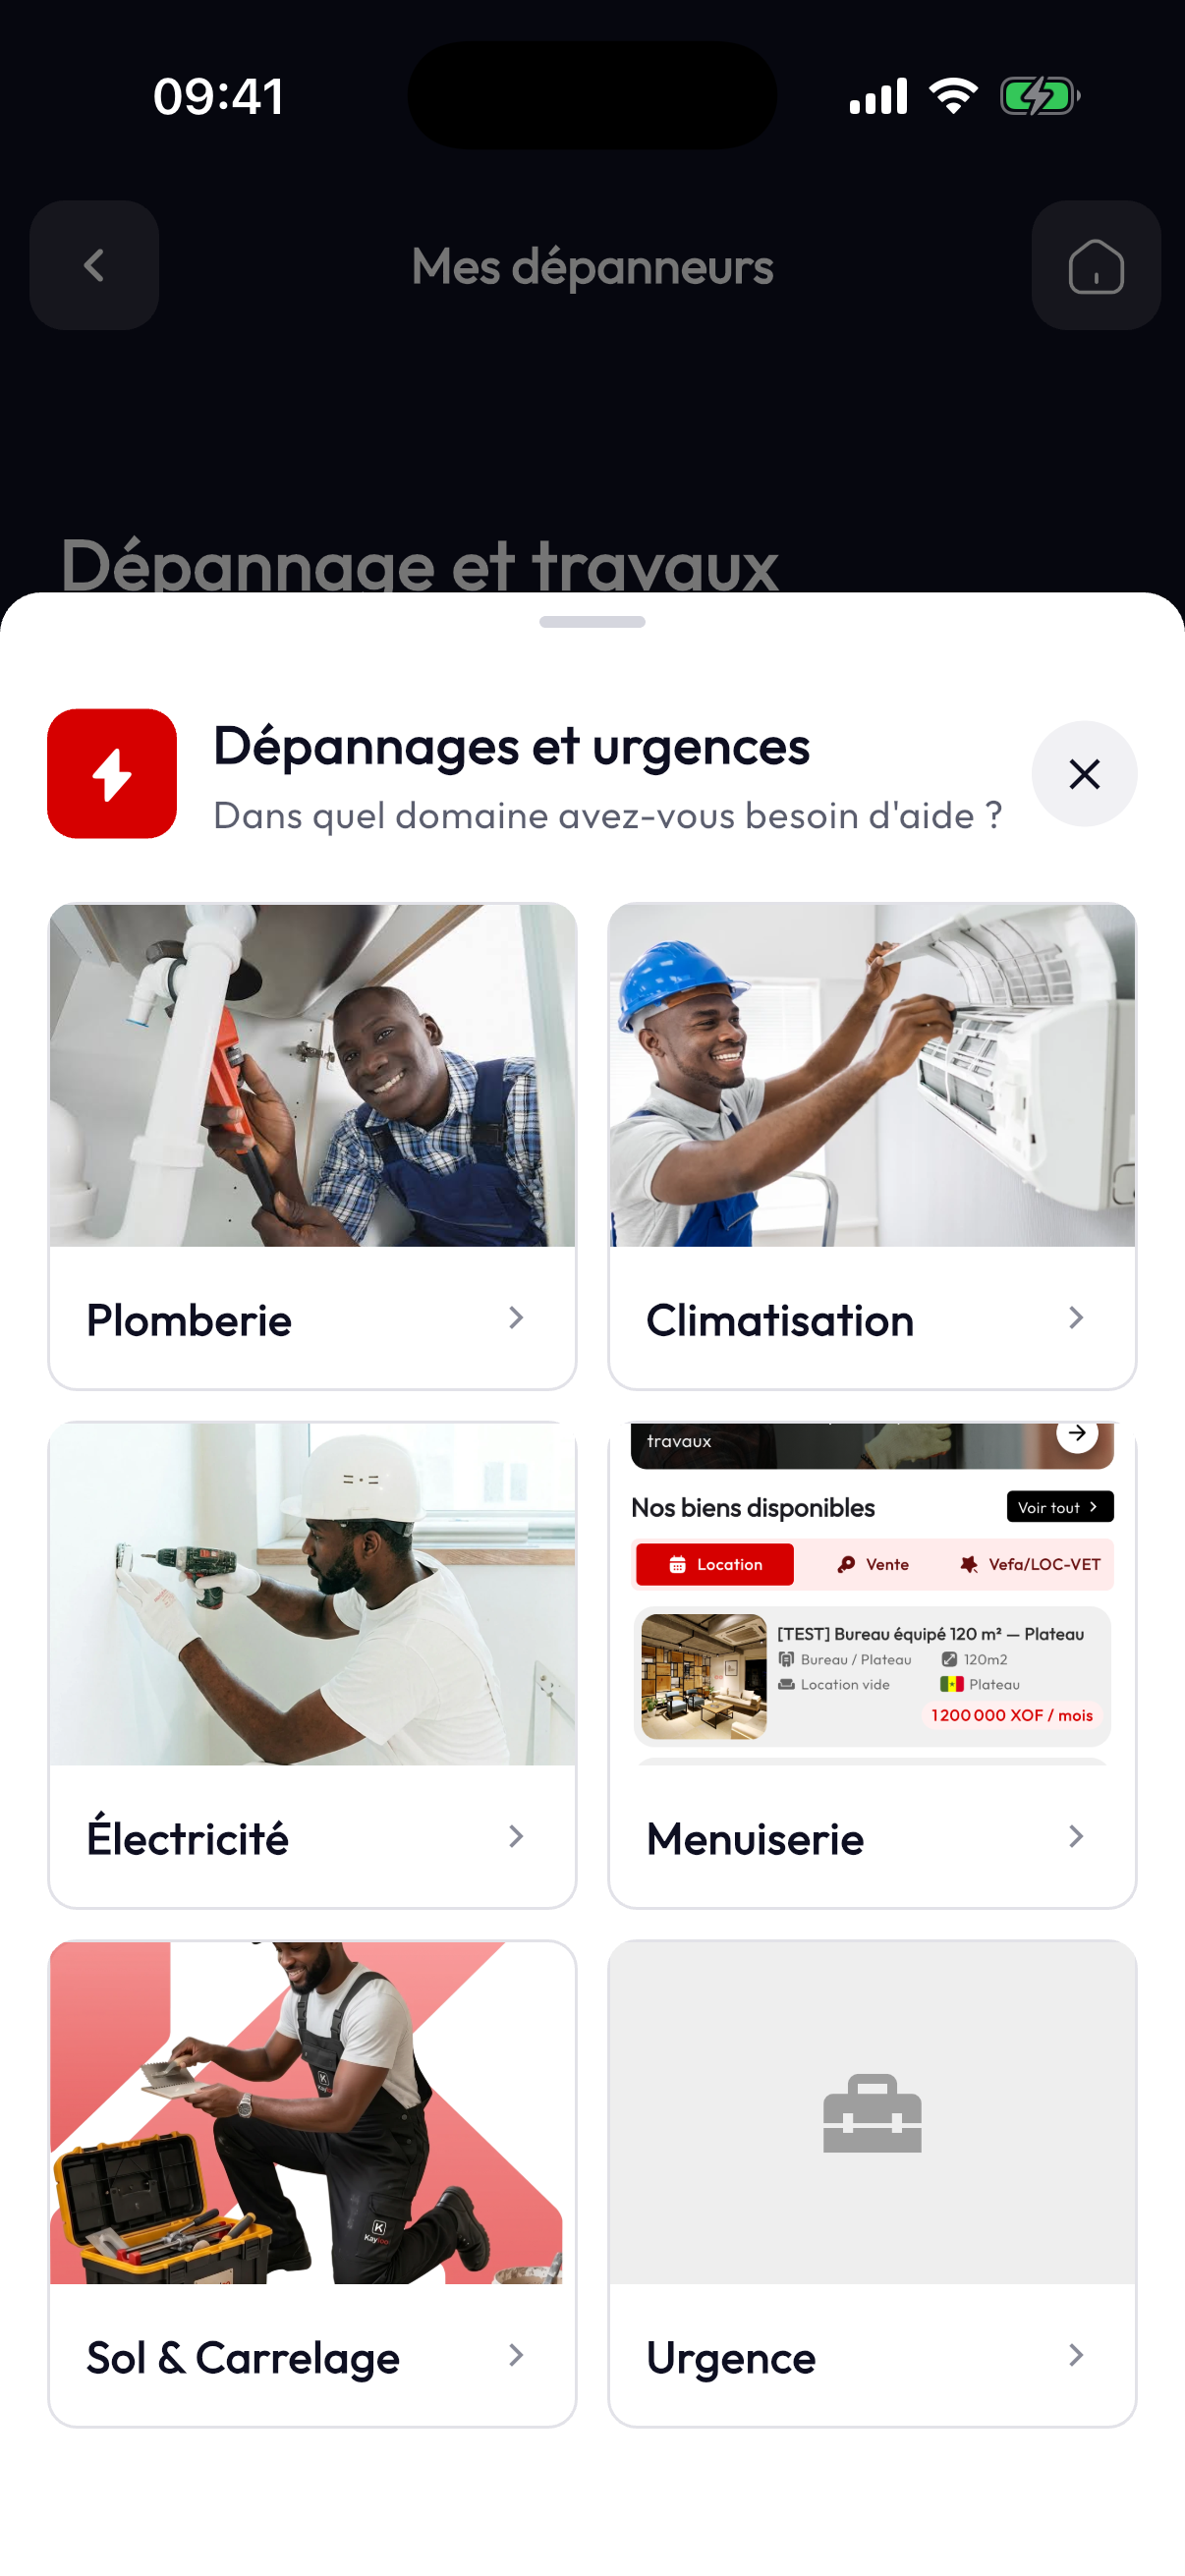 09:41
Mes dépanneurs
Dépannage et travaux
Dépannages et urgences
Dans quel domaine avez-vous besoin d'aide ?
Plomberie
Climatisation
travaux
Nos biens disponibles
Voir tout
Location
Vente
Vefa/LOC-VET
[TEST] Bureau équipé 120 m² — Plateau
Bureau / Plateau
120m2
Location vide
Plateau
1 200 000 XOF / mois
Électricité
Menuiserie
K
Kay
Sol & Carrelage
Urgence